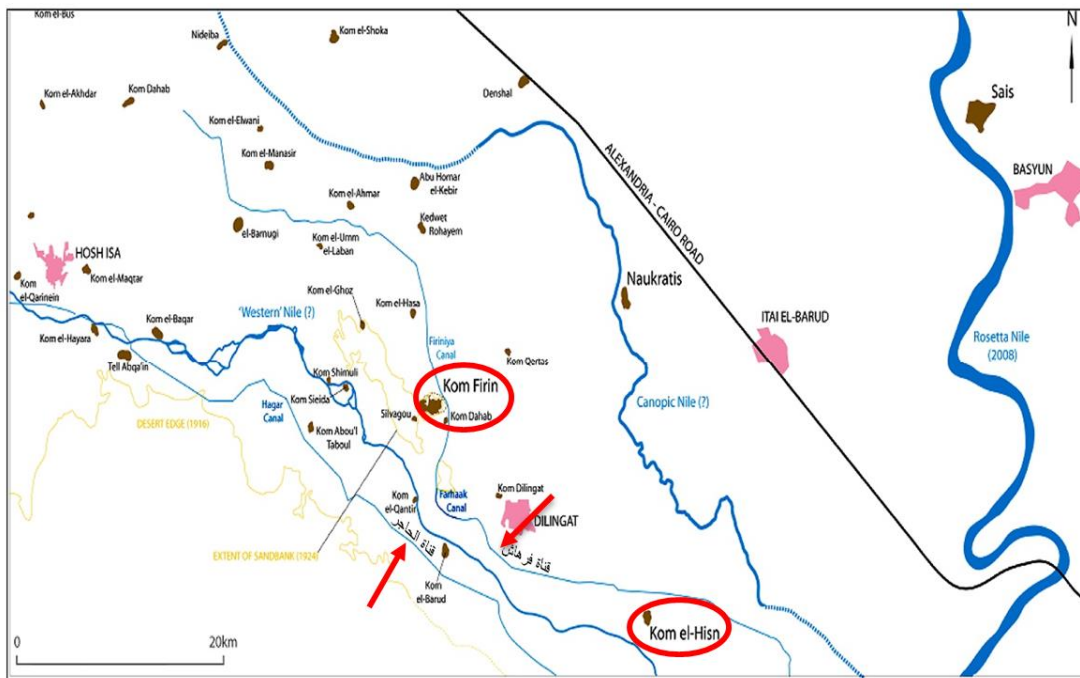 Kom el-Bus
Nideiba
Kom el-Shoka
N
Kom el-Akhdar
Kom Dahab
Denshal
Sais
Kom el-Elwani
ALEXANDRIA - CAIRO ROAD
Kom el-Manasir
BASYUN
Abu Homar
el-Kebir
Kom el-Ahmar
Kedwet
Rohayem
el-Barnugi
Kom el-Umm
el-Laban
HOSH ISA
Kom el-Maqtar
Kom
el-Qarinein
Kom el-Ghoz
Kom el-Hasa
Naukratis
'Western' Nile (?)
Kom el-Baqar
Kom el-Hayara
Firiniya
Canal
ITAI EL-BARUD
Rosetta Nile
(2008)
Kom Qertas
Tell Abqa'in
Kom Shimuli
Kom Firin
Kom Sieida
Silvagou
Kom Dahab
Canopic Nile (?)
Hagar
Canal
DESERT EDGE (1916)
Kom Abou'l
Taboul
Kom Dilingat
Kom
el-Qantir
Farhaak
Canal
DILINGAT
قناة الحاجر
قناة فرهاش
EXTENT OF SANDBANK (1924)
Kom
el-Barud
Kom el-Hisn
0
20km